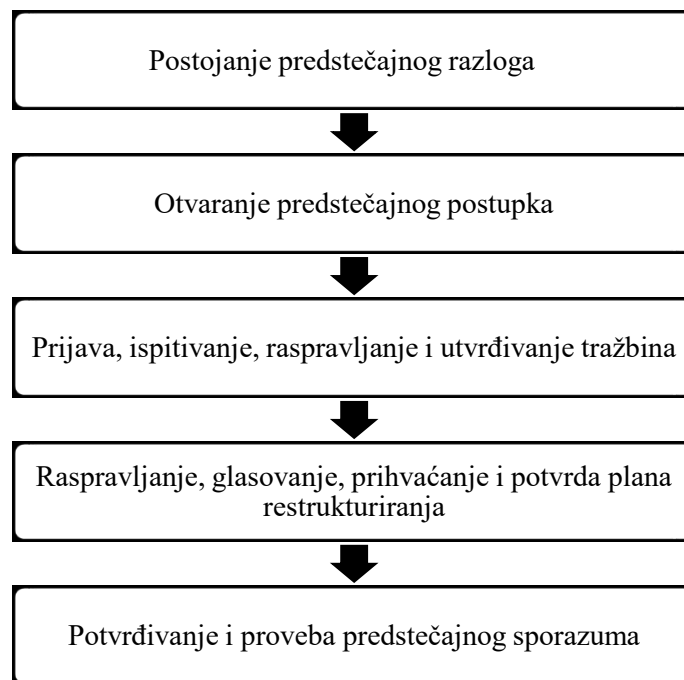 Postojanje predstečajnog razloga
Otvaranje predstečajnog postupka
Prijava, ispitivanje, raspravljanje i utvrđivanje tražbina
Raspravljanje, glasovanje, prihvaćanje i potvrda plana
restrukturiranja
Potvrđivanje i proveba predstečajnog sporazuma